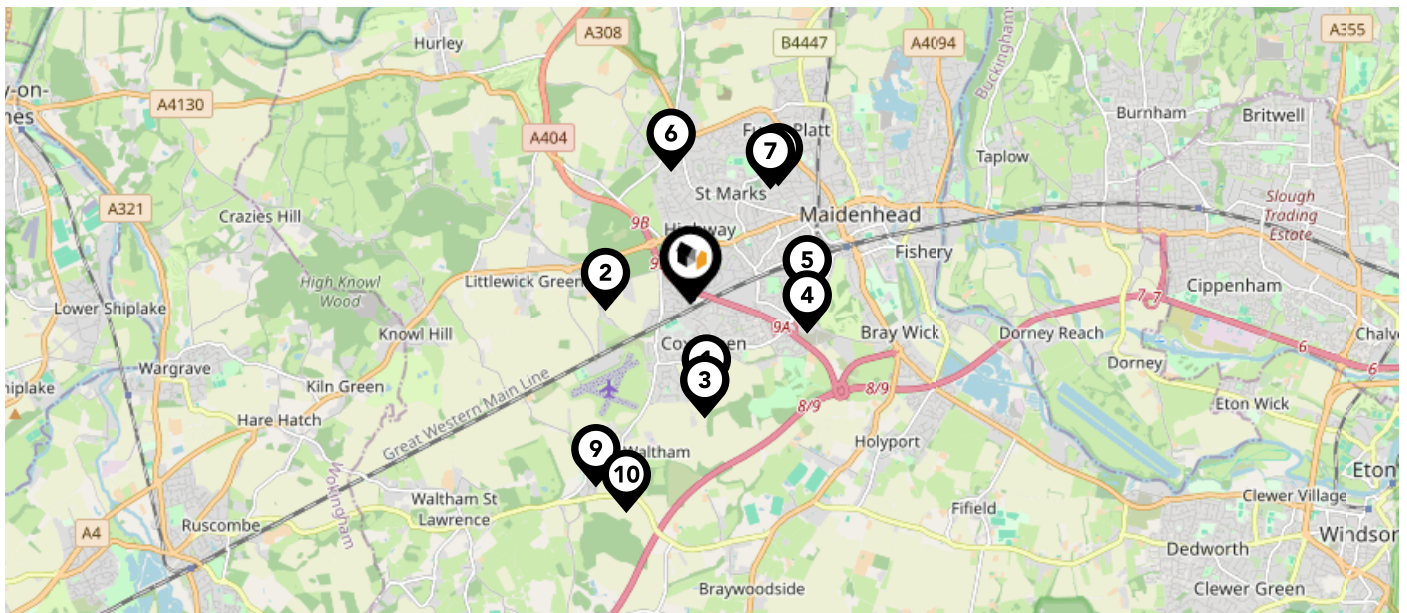 A308
B4447
A4094
A355
Hurley
Buckingham
y-on-
nes
A4130
Burnham
Britwell
A404
6
7
Taplow
St Marks
A321
Crazies Hill
9B
Highway
Maidenhead
Slough
Trading
Estate
Fishery
5
2
Littlewick Green
High Knowl
Wood
4
7
7
Cippenham
Lower Shiplake
Knowl Hill
9A
Bray Wick
Dorney Reach
Chalv
6
Wargrave
Dorney
6
hiplake
Kiln Green
3
8/9
8/9
Eton Wick
Hare Hatch
Great Western Main Line
Holyport
9
Waltham
10
Eton
Wokingham
Waltham St
Lawrence
Clewer Village
Fifield
Ruscombe
A4
Windsor
Dedworth
Braywoodside
Clewer Green